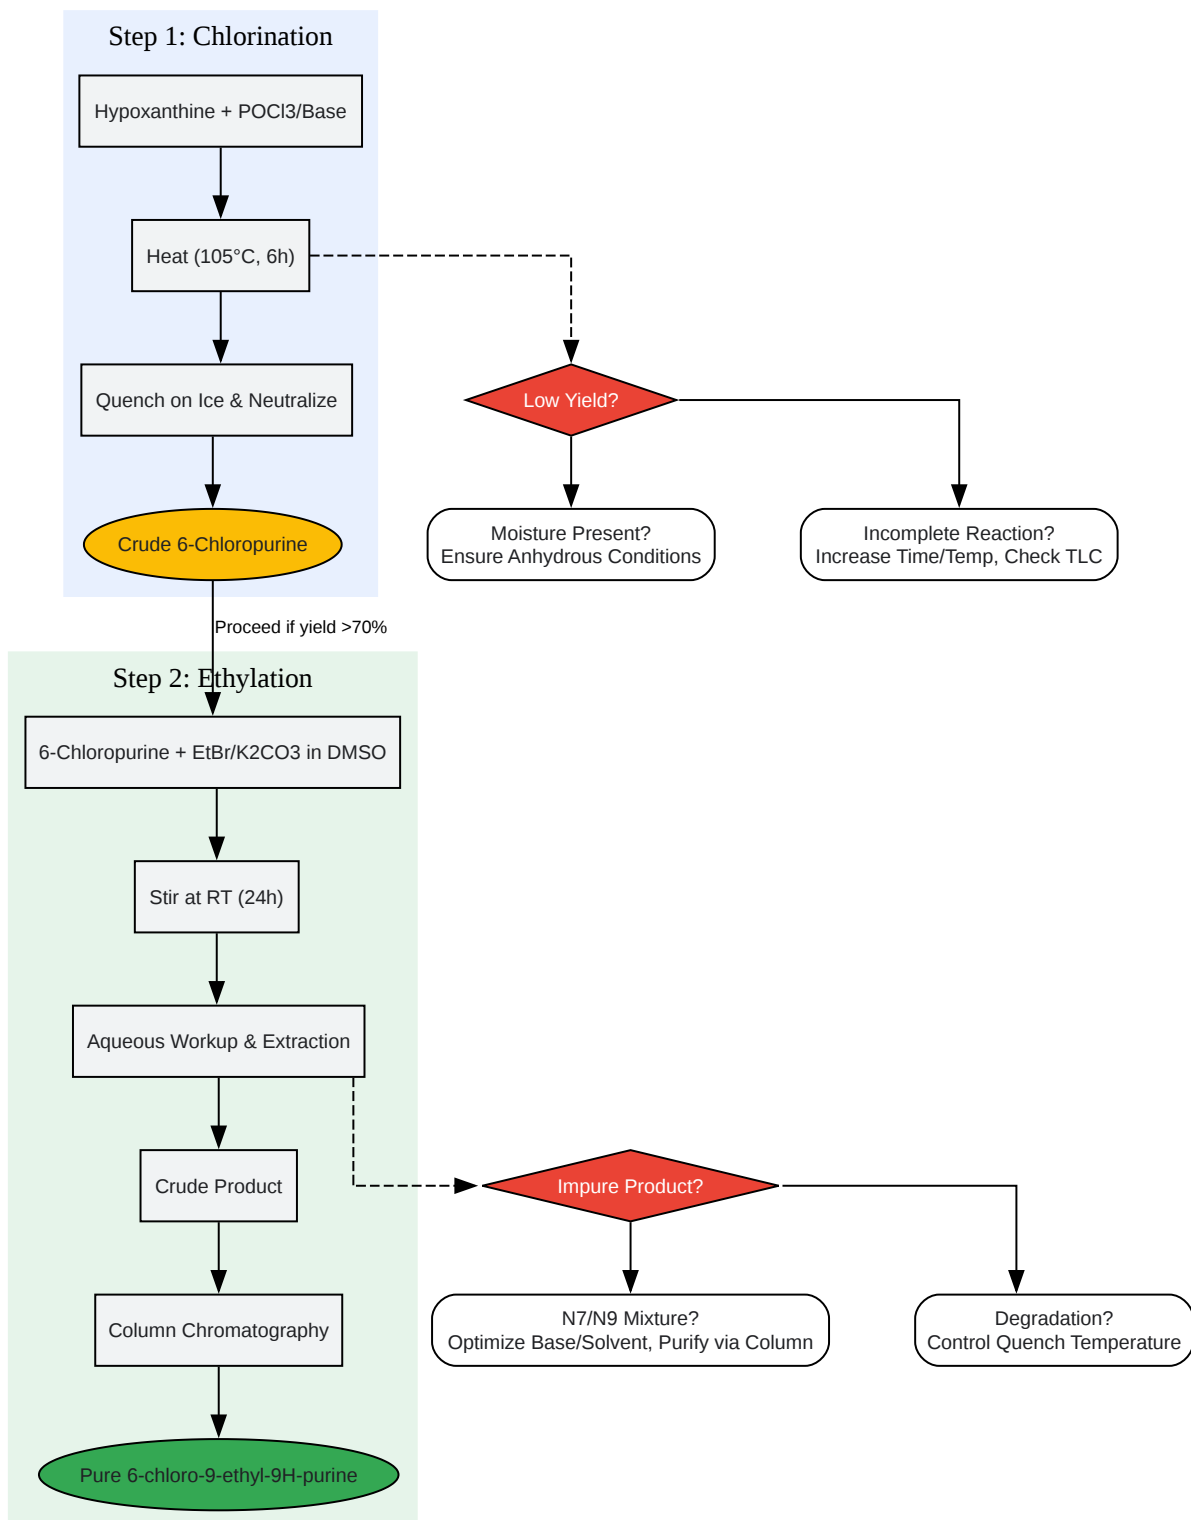 Step 1: Chlorination
Hypoxanthine + POCl3/Base
Heat (105°C, 6h)
Quench on Ice & Neutralize
Low Yield?
Crude 6-Chloropurine
Moisture Present?
Ensure Anhydrous Conditions
Incomplete Reaction?
Increase Time/Temp, Check TLC
Proceed if yield >70%
Step 2: Ethylation
6-Chloropurine + EtBr/K2CO3 in DMSO
Stir at RT (24h)
Aqueous Workup & Extraction
Crude Product
Impure Product?
Column Chromatography
N7/N9 Mixture?
Optimize Base/Solvent, Purify via Column
Degradation?
Control Quench Temperature
Pure 6-chloro-9-ethyl-9H-purine